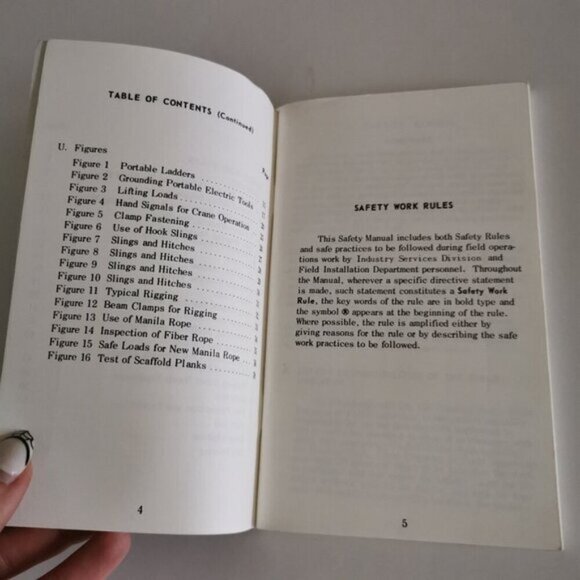 TABLE OF CONTENTS (Continued)
U. Figures
Figure 1 Portable Ladders
Figure 2 Grounding Portable Electric Tools
Figure 3 Lifting Loads
Figure 4 Hand Signals for Crane Operation
Figure 5 Clamp Fastening
Figure 6 Use of Hook Slings
Figure 7 Slings and Hitches
Figure 8 Slings and Hitches
Figure 9 Slings and Hitches
Figure 10 Slings and Hitches
Figure 11 Typical Rigging
Figure 12 Beam Clamps for Rigging
Figure 13 Use of Manila Rope
Figure 14 Inspection of Fiber Rope
Figure 15 Safe Loads for New Manila Rope
Figure 16 Test of Scaffold Planks
4
SAFETY WORK RULES
This Safety Manual includes both Safety Rules
and safe practices to be followed during field opera-
tions work by Industry Services Division and
Field Installation Department personnel. Throughout
the Manual, wherever a specific directive statement
is made, such statement constitutes a Safety Work
Rule, the key words of the rule are in bold type and
the symbol ® appears at the beginning of the rule.
Where possible, the rule is amplified either by
giving reasons for the rule or by describing the safe
work practices to be followed.
5